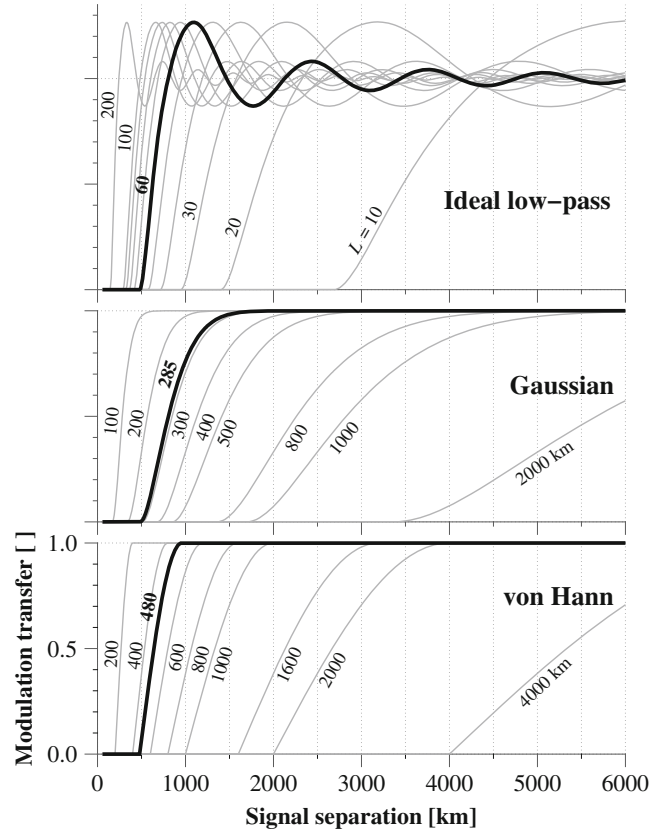 200
100
60
30
20
L = 10
Ideal low−pass
100
200
285
300
400
500
800
1000
2000 km
Gaussian
Modulation transfer [ ]
1.0
0.5
0.0
200
400
480
600
800
1000
1600
2000
4000 km
von Hann
0 1000 2000 3000 4000 5000 6000
Signal separation [km]